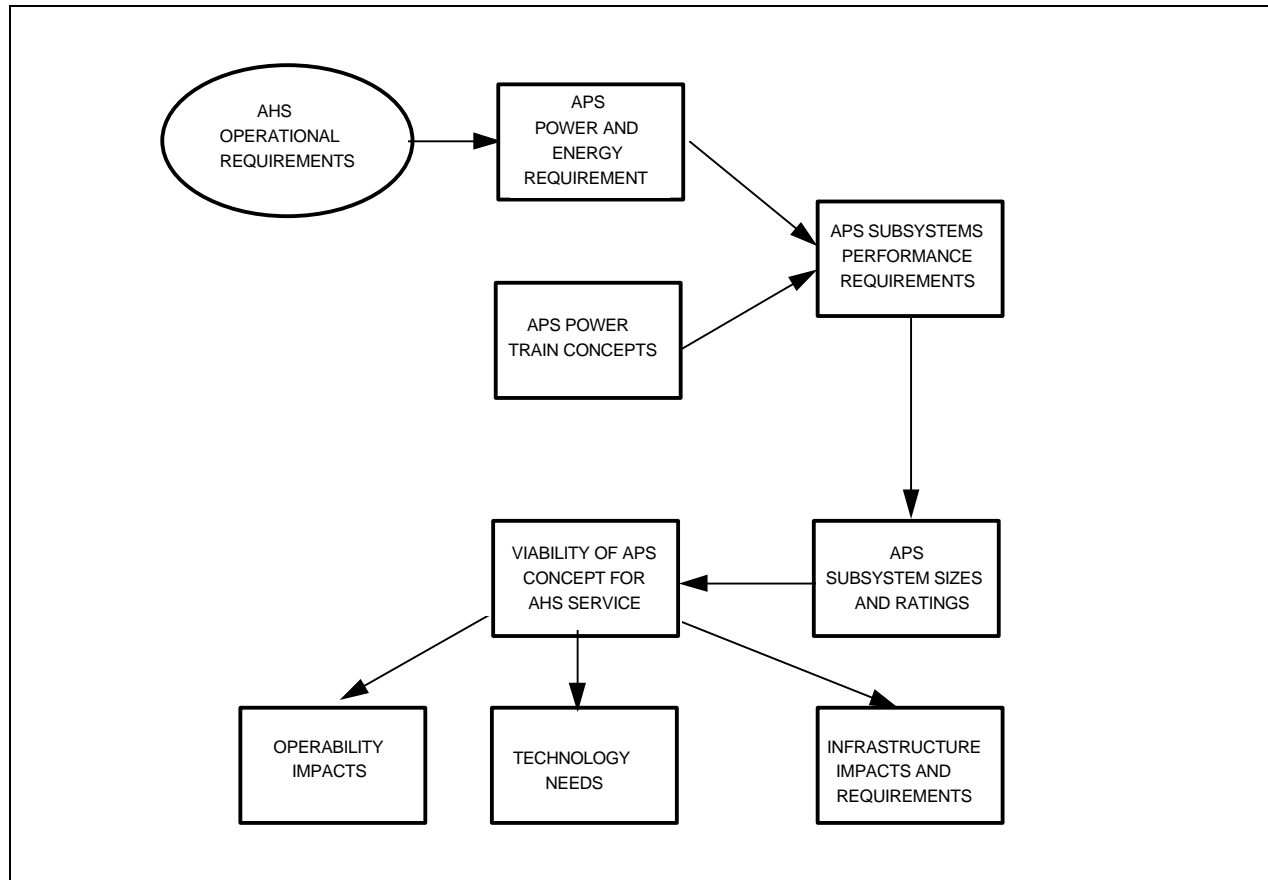 AHS
OPERATIONAL
REQUIREMENTS
APS
POWER AND
ENERGY
REQUIREMENT
APS SUBSYSTEMS
PERFORMANCE
REQUIREMENTS
APS POWER
TRAIN CONCEPTS
VIABILITY OF APS
CONCEPT FOR
AHS SERVICE
APS
SUBSYSTEM SIZES
AND RATINGS
OPERABILITY
IMPACTS
TECHNOLOGY
NEEDS
INFRASTRUCTURE
IMPACTS AND
REQUIREMENTS